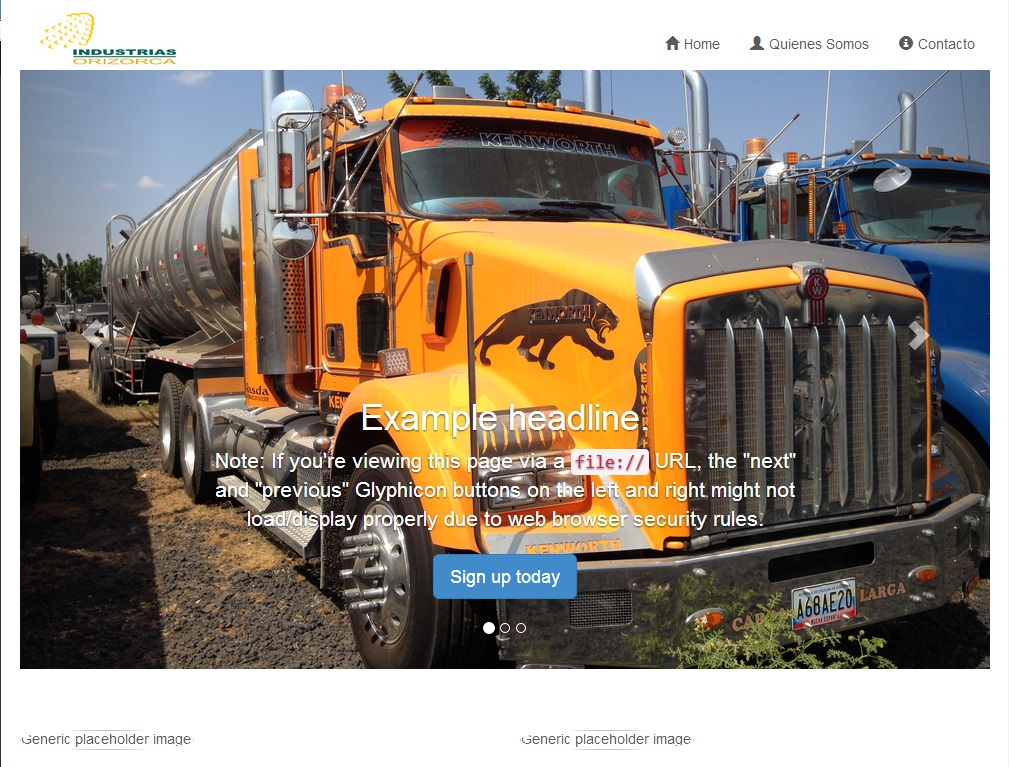 INDUSTRIAS
ORIZORCA
Home
Quienes Somos
Contacto
KENWORTH
KENWORTH
KW
KENWORTH
Example headline.
Note: If you're viewing this page via a file:// URL, the "next"
and "previous" Glyphicon buttons on the left and right might not
load/display properly due to web browser security rules.
KENWORTH
Sign up today
A68AE20
LARGA
Generic placeholder image
Generic placeholder image